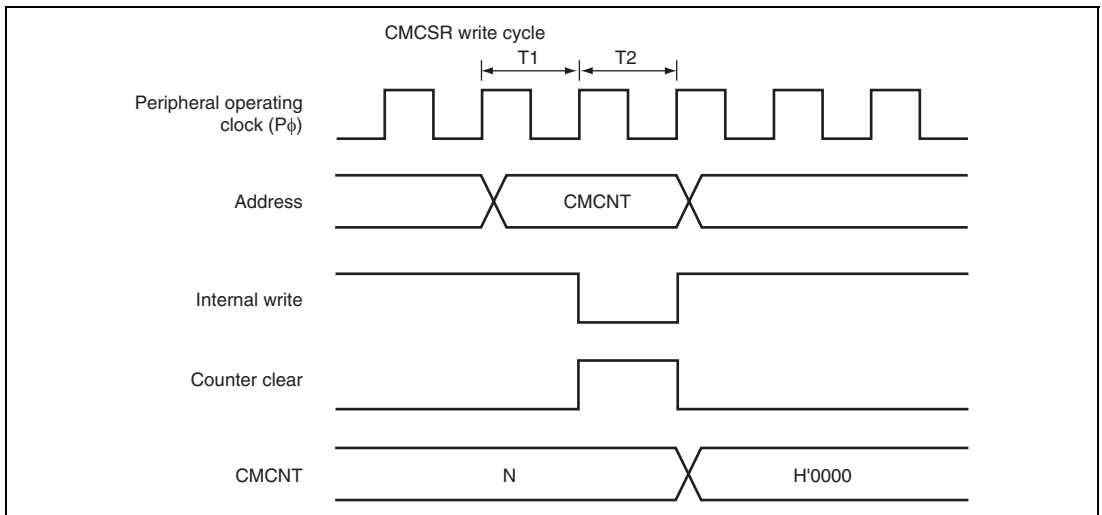 CMCSR write cycle
T1 T2
Peripheral operating
clock (Pϕ)
Address CMCNT
Internal write
Counter clear
CMCNT N H'0000